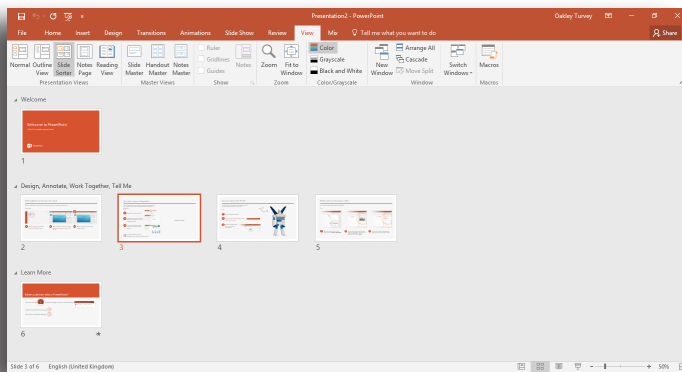 Presentation2 - PowerPoint
Oakley Turvey
File Home Insert Design Transitions Animations Slide Show Review View Mix Tell me what you want to do
Share
Normal Outline View Slide Sorter Notes Page Reading View
Presentation Views
Slide Master Handout Master Notes Master
Master Views
Ruler
Gridlines
Guides
Notes
Show
Zoom Fit to Window
Zoom
Color
Grayscale
Black and White
Color/Grayscale
New Window
Arrange All
Cascade
Move Split
Switch Windows
Window
Macros
Macros
Welcome
Welcome to PowerPoint
1
Design, Annotate, Work Together, Tell Me
2
3
4
5
Learn More
6
Slide 3 of 6 English (United Kingdom)
50%